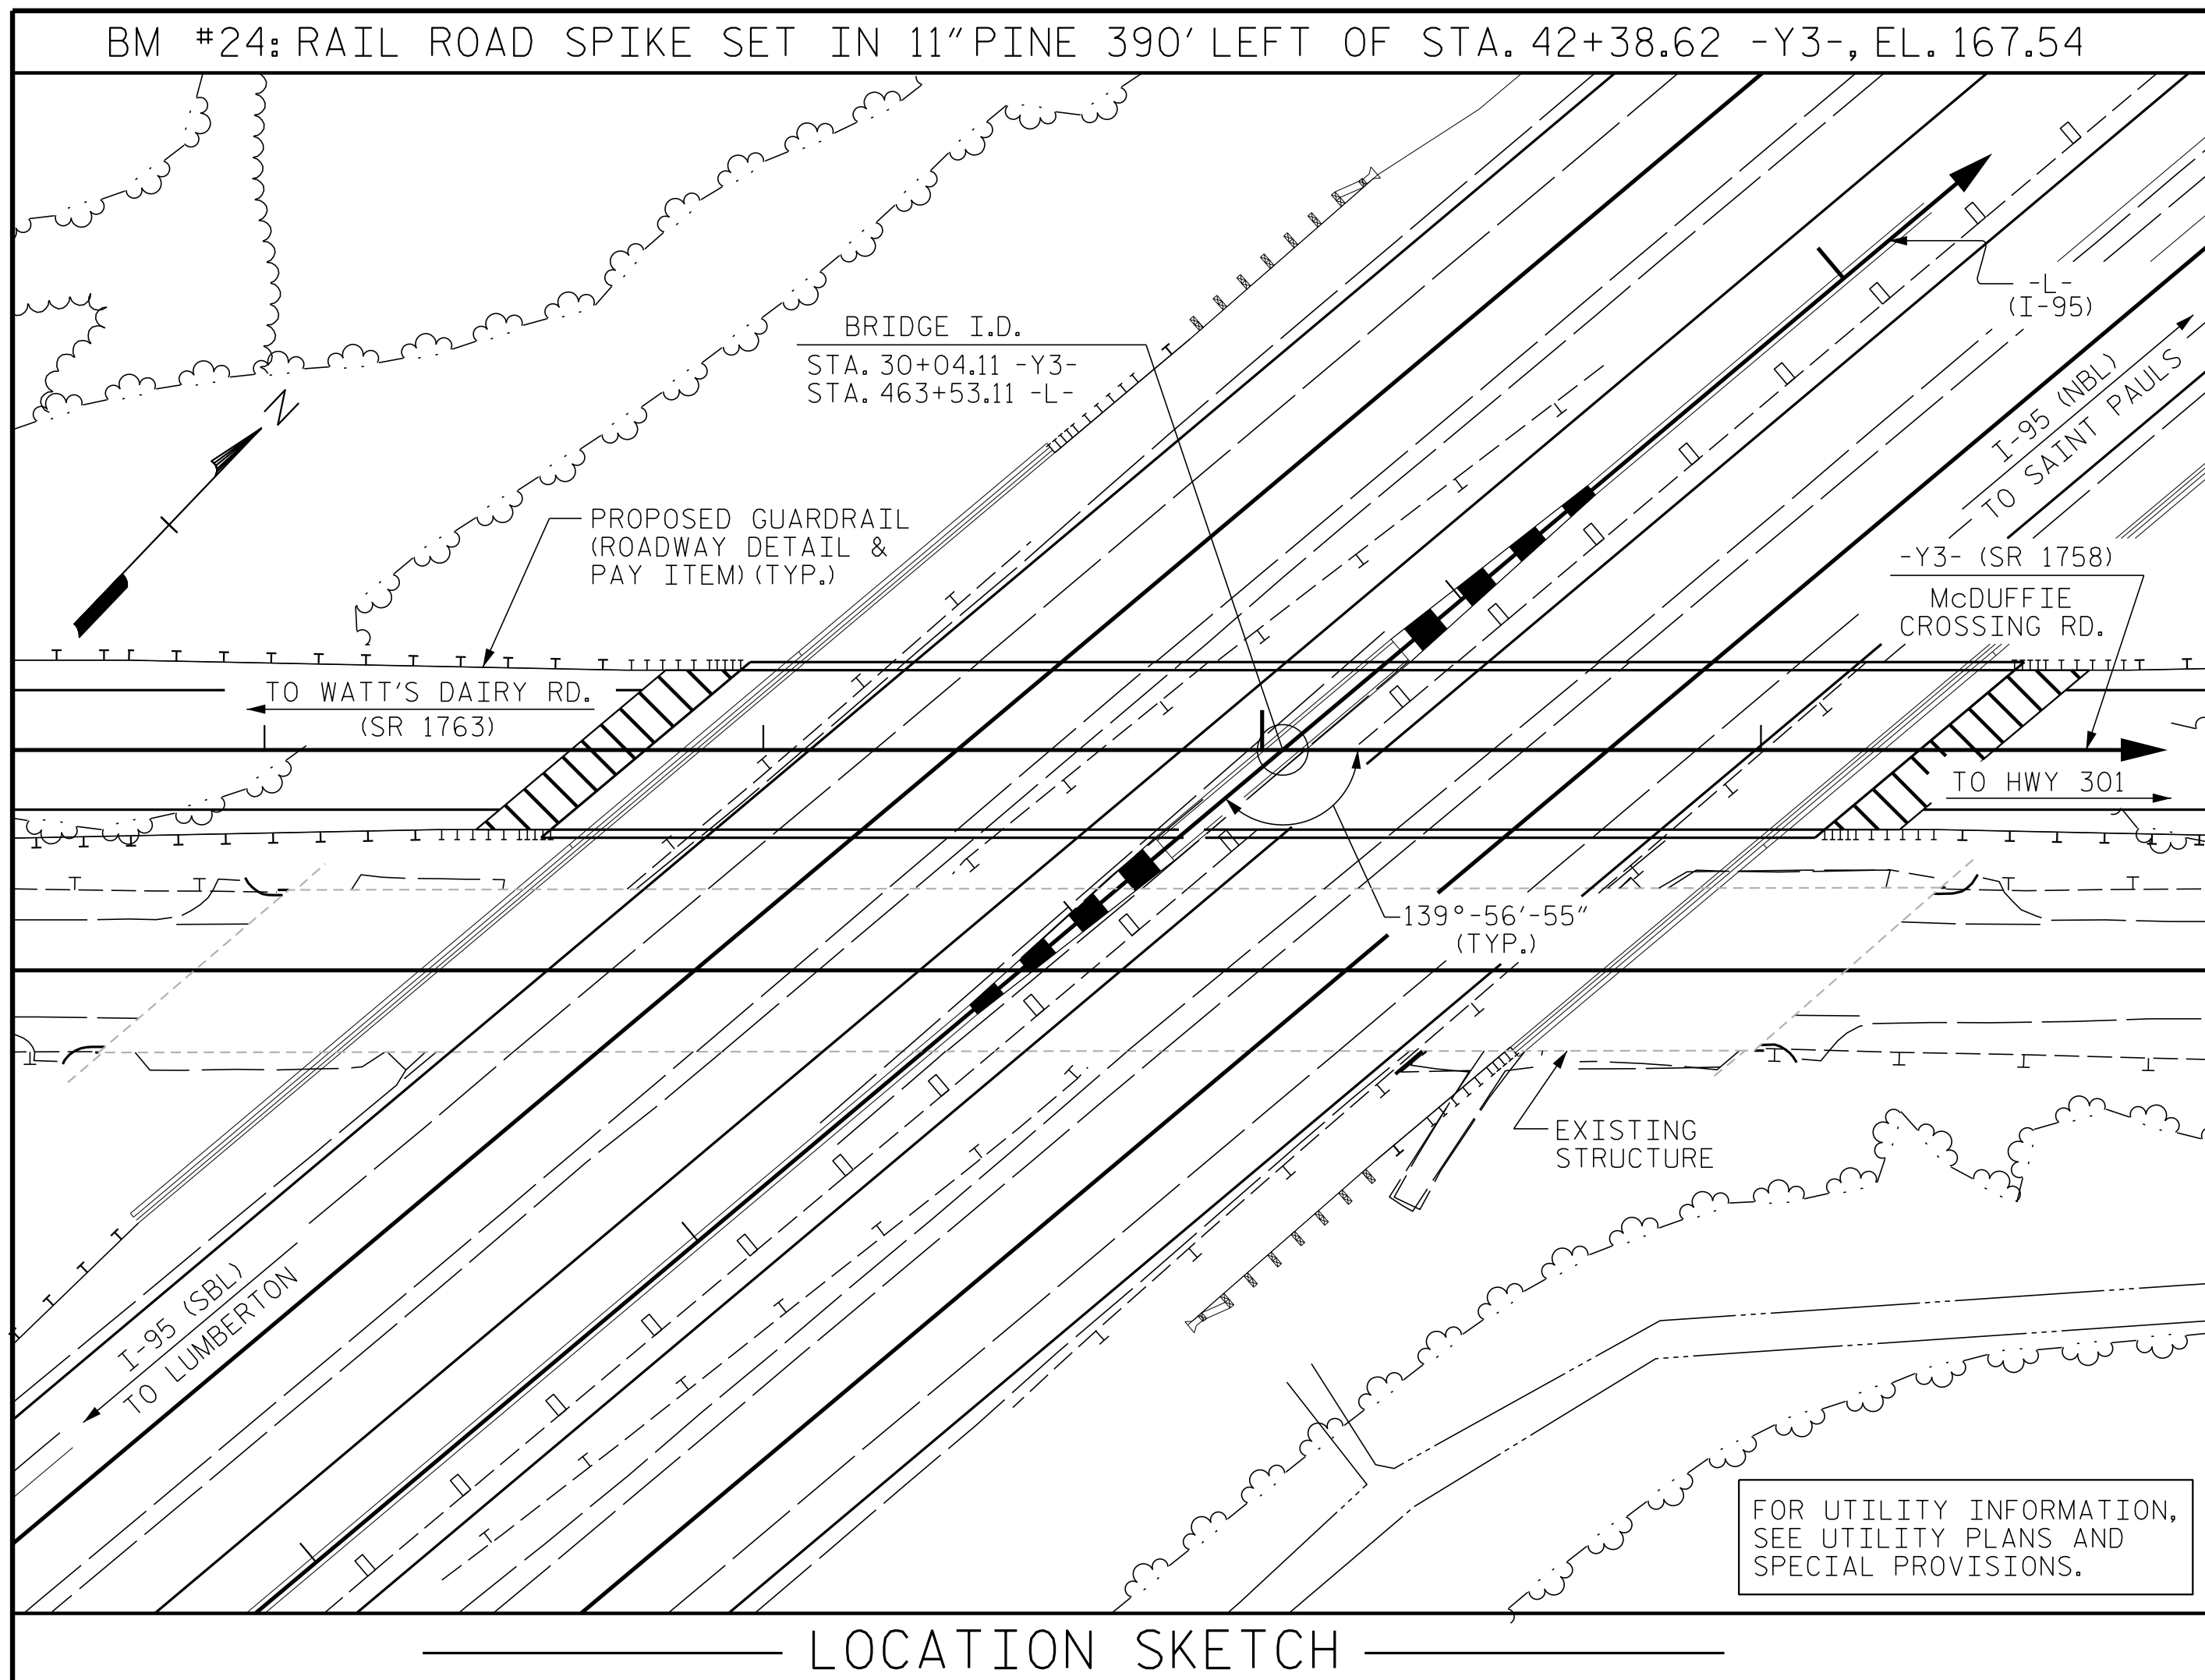 BM #24: RAIL ROAD SPIKE SET IN 11" PINE 390' LEFT OF STA. 42+38.62 -Y3-, EL. 167.54
-L-
(I-95)
BRIDGE I.D.
STA. 30+04.11 -Y3-
STA. 463+53.11 -L-
N
I-95 (NBL)
TO SAINT PAULS
PROPOSED GUARDRAIL
(ROADWAY DETAIL &
PAY ITEM) (TYP.)
-Y3- (SR 1758)
McDUFFIE
CROSSING RD.
TO WATT'S DAIRY RD.
(SR 1763)
TO HWY 301
139°-56'-55"
(TYP.)
EXISTING
STRUCTURE
I-95 (SBL)
TO LUMBERTON
FOR UTILITY INFORMATION,
SEE UTILITY PLANS AND
SPECIAL PROVISIONS.
LOCATION SKETCH